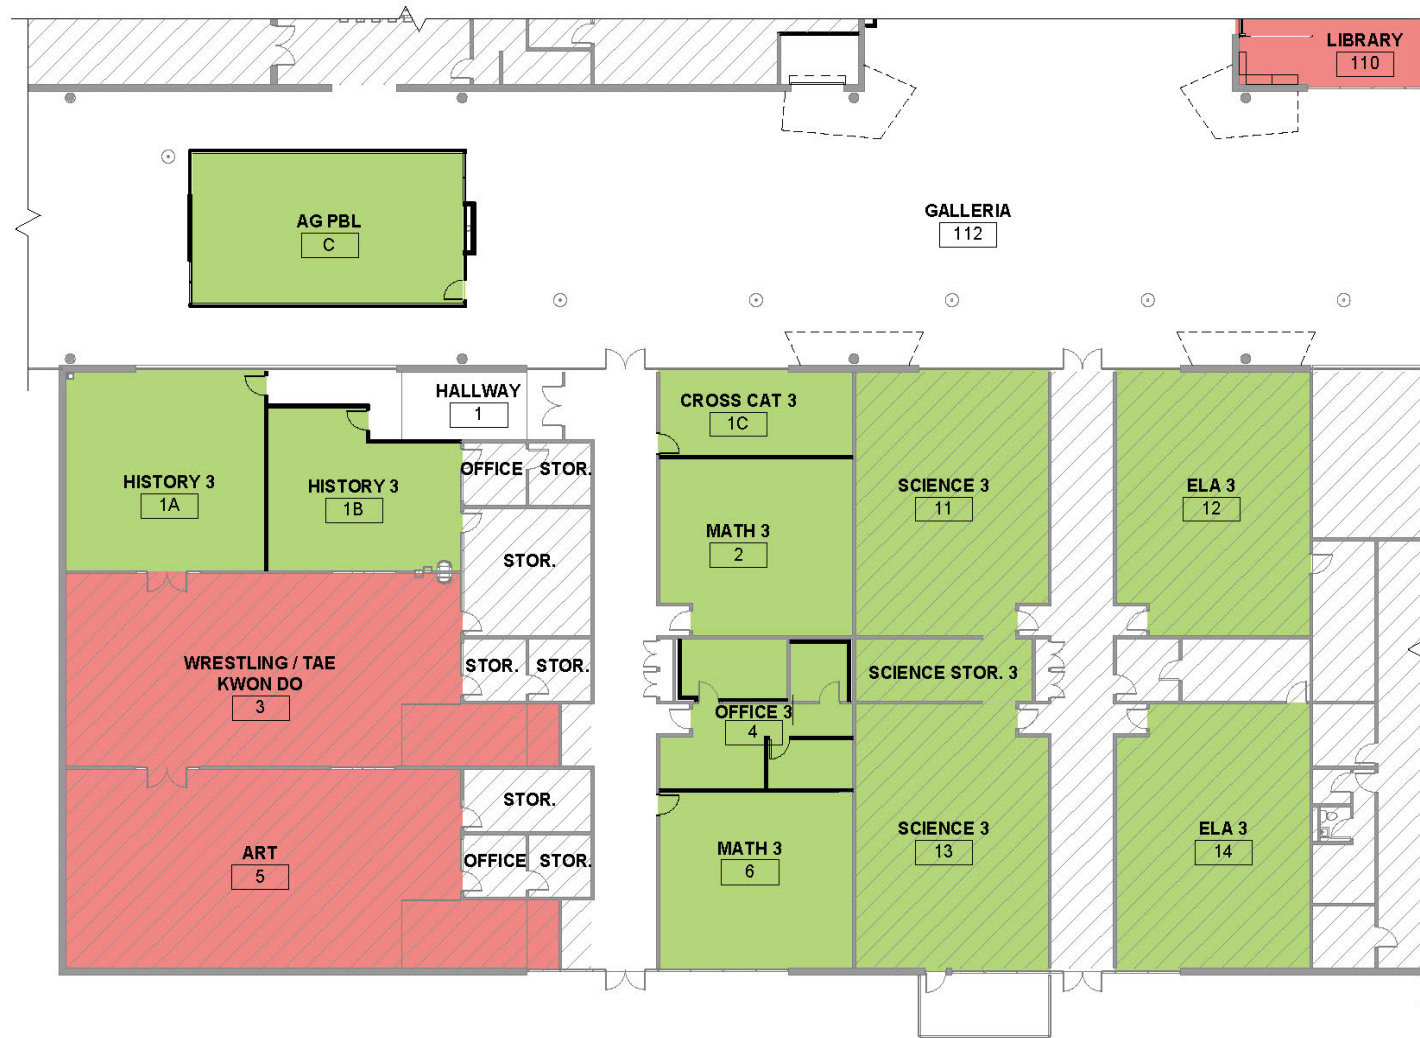 LIBRARY
110
AG PBL
C
GALLERIA
112
HALLWAY
1
CROSS CAT 3
1C
HISTORY 3
1A
HISTORY 3
1B
OFFICE
STOR.
STOR.
MATH 3
2
SCIENCE 3
11
ELA 3
12
WRESTLING / TAE
KWON DO
3
STOR.
STOR.
SCIENCE STOR. 3
OFFICE 3
4
STOR.
ART
5
OFFICE
STOR.
MATH 3
6
SCIENCE 3
13
ELA 3
14